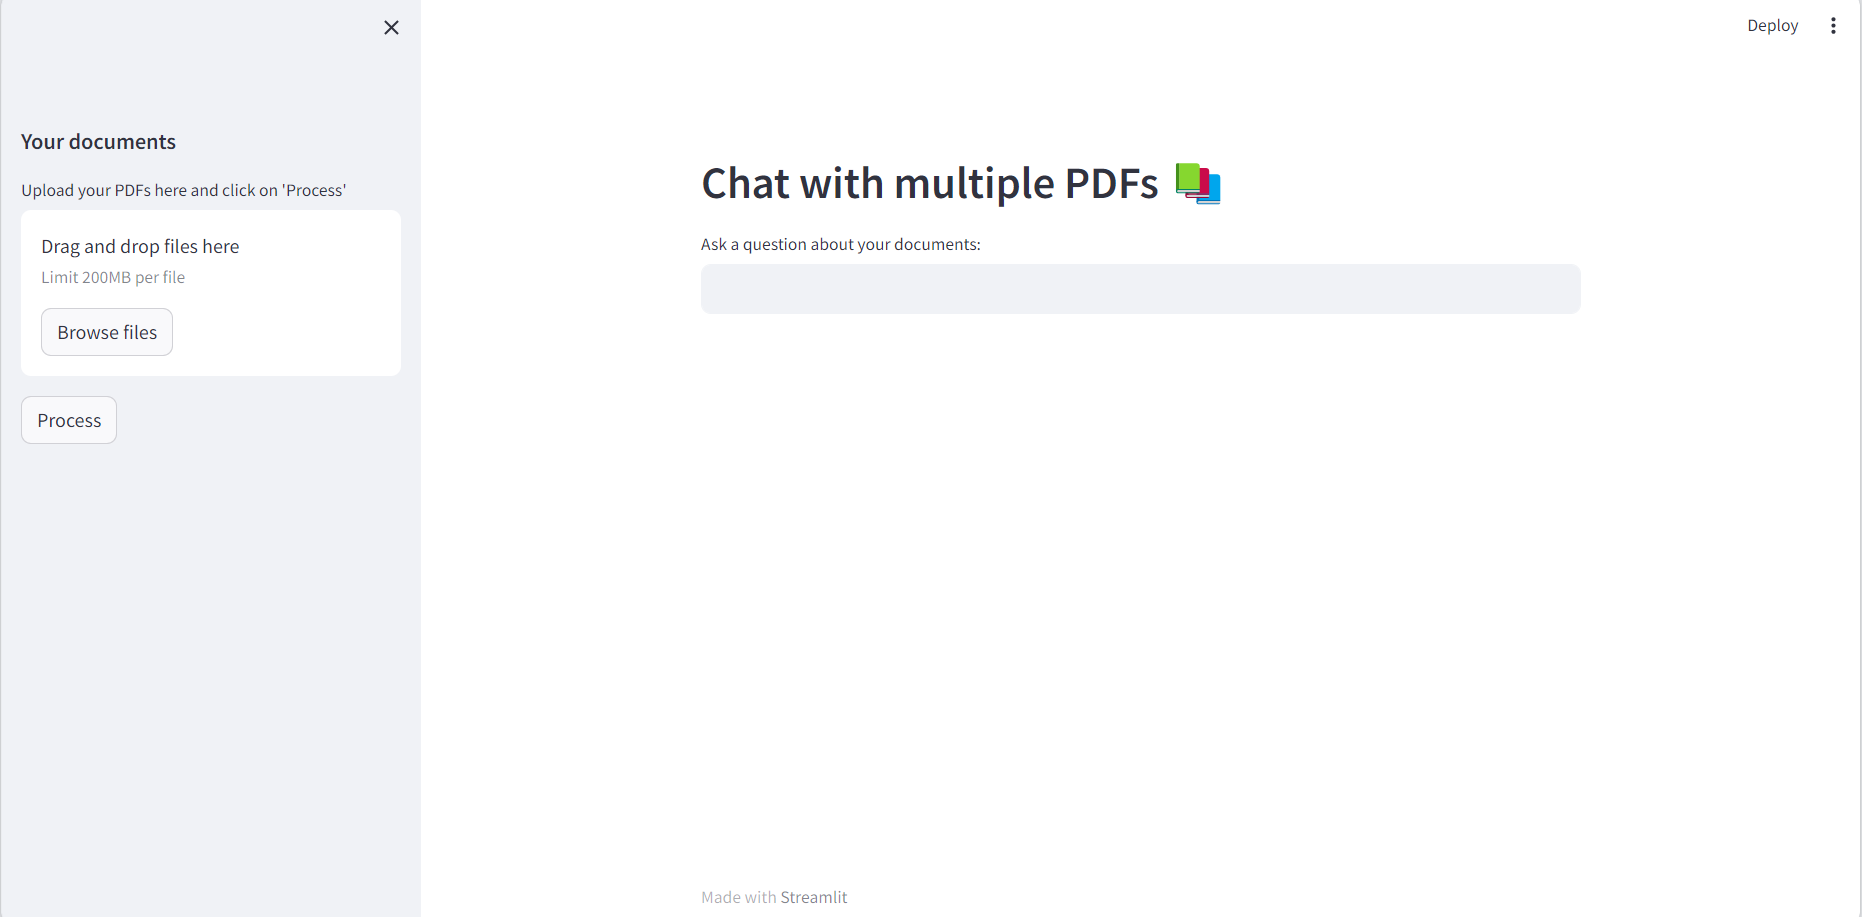 Deploy
Your documents
Upload your PDFs here and click on 'Process'
Drag and drop files here
Limit 200MB per file
Browse files
Process
Chat with multiple PDFs
Ask a question about your documents:
Made with Streamlit